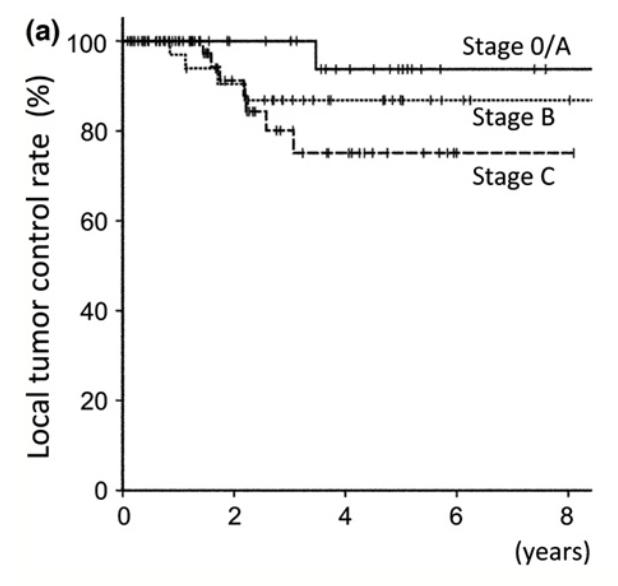 (a)
Local tumor control rate (%)
100
80
60
40
20
0
Stage 0/A
Stage B
Stage C
0 2 4 6 8
(years)